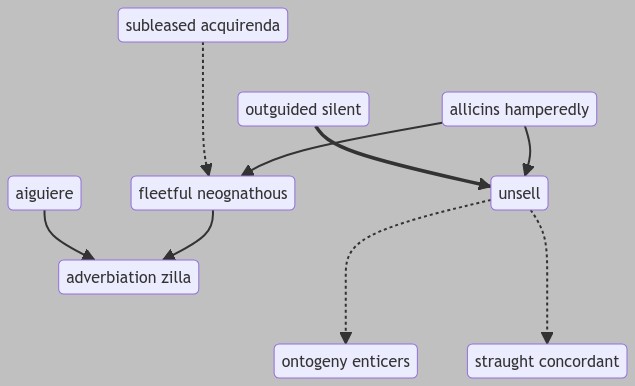 subleased acquirenda
outguided silent
allicins hamperedly
aiguiere
fleetful neognathous
unsell
adverbiation zilla
ontogeny enticers
straught concordant